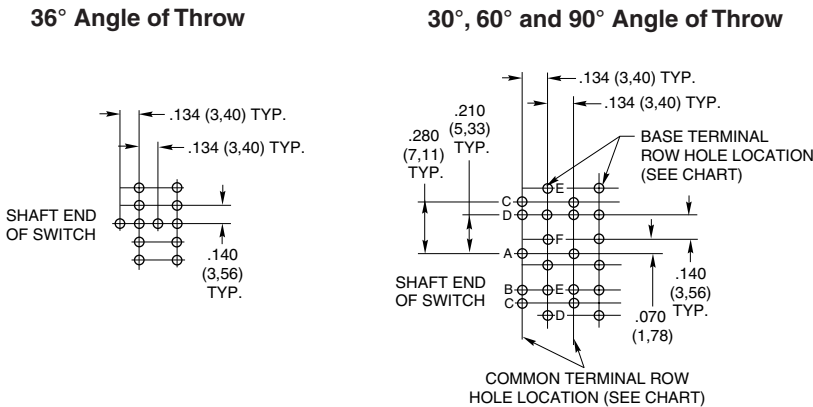 36° Angle of Throw
.134 (3,40) TYP.
.134 (3,40) TYP.
SHAFT END
OF SWITCH
.140
(3,56)
TYP.
30°, 60° and 90° Angle of Throw
.134 (3,40) TYP.
.134 (3,40) TYP.
.210
(5,33)
TYP.
.280
(7,11)
TYP.
BASE TERMINAL
ROW HOLE LOCATION
(SEE CHART)
E
C
D
F
A
SHAFT END
OF SWITCH
B
E
C
D
.140
(3,56)
TYP.
.070
(1,78)
COMMON TERMINAL ROW
HOLE LOCATION (SEE CHART)